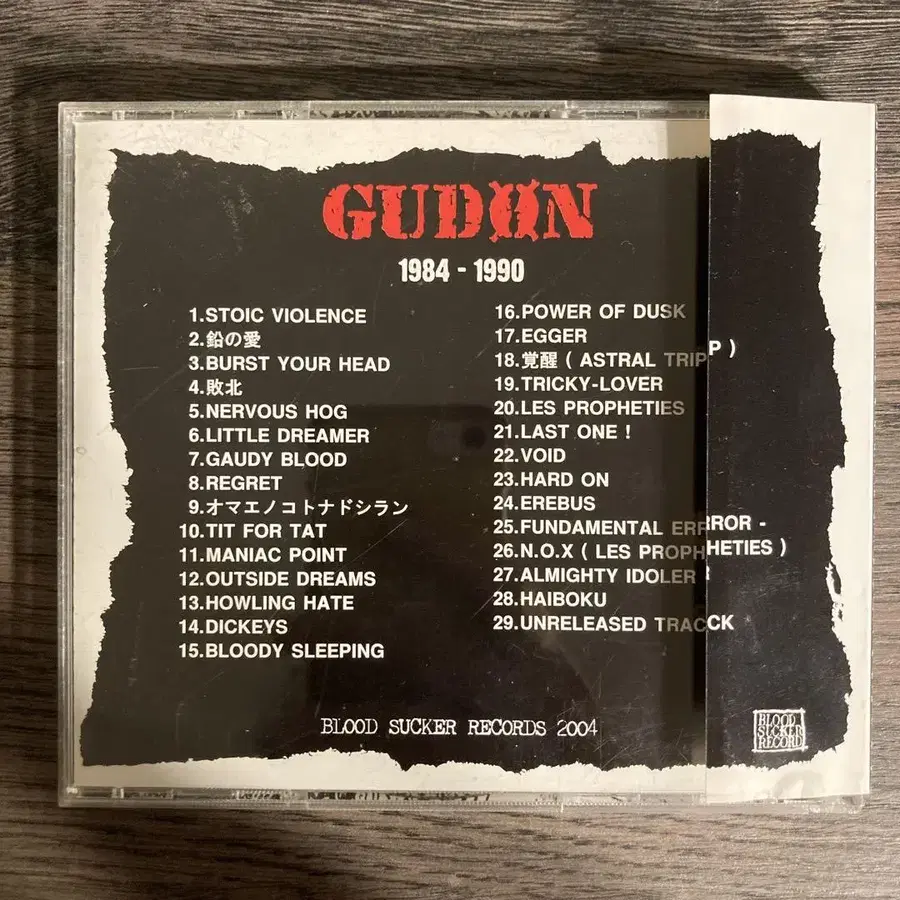 GUDØN
1984 - 1990
1.STOIC VIOLENCE
2.鉛の愛
3.BURST YOUR HEAD
4.敗北
5.NERVOUS HOG
6.LITTLE DREAMER
7.GAUDY BLOOD
8.REGRET
9.オマエノコトナドシラン
10.TIT FOR TAT
11.MANIAC POINT
12.OUTSIDE DREAMS
13.HOWLING HATE
14.DICKEYS
15.BLOODY SLEEPING
16.POWER OF DUSK
17.EGGER
18.覚醒 ( ASTRAL TRIP )
19.TRICKY-LOVER
20.LES PROPHETIES
21.LAST ONE !
22.VOID
23.HARD ON
24.EREBUS
25.FUNDAMENTAL ERROR -
26.N.O.X ( LES PROPHETIES )
27.ALMIGHTY IDOLER
28.HAIBOKU
29.UNRELEASED TRACK
BLOOD SUCKER RECORDS 2004
BLOOD
SUCKER
RECORD